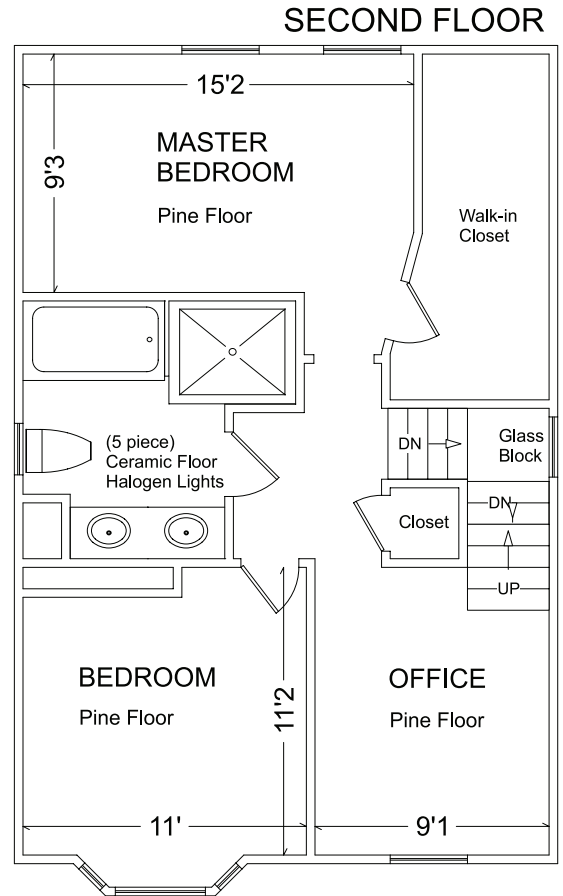 SECOND FLOOR
15'2
9'3
MASTER
BEDROOM
Pine Floor
Walk-in
Closet
(5 piece)
Ceramic Floor
Halogen Lights
DN
Glass
Block
DN
Closet
UP
BEDROOM
Pine Floor
11'2
OFFICE
Pine Floor
11'
9'1